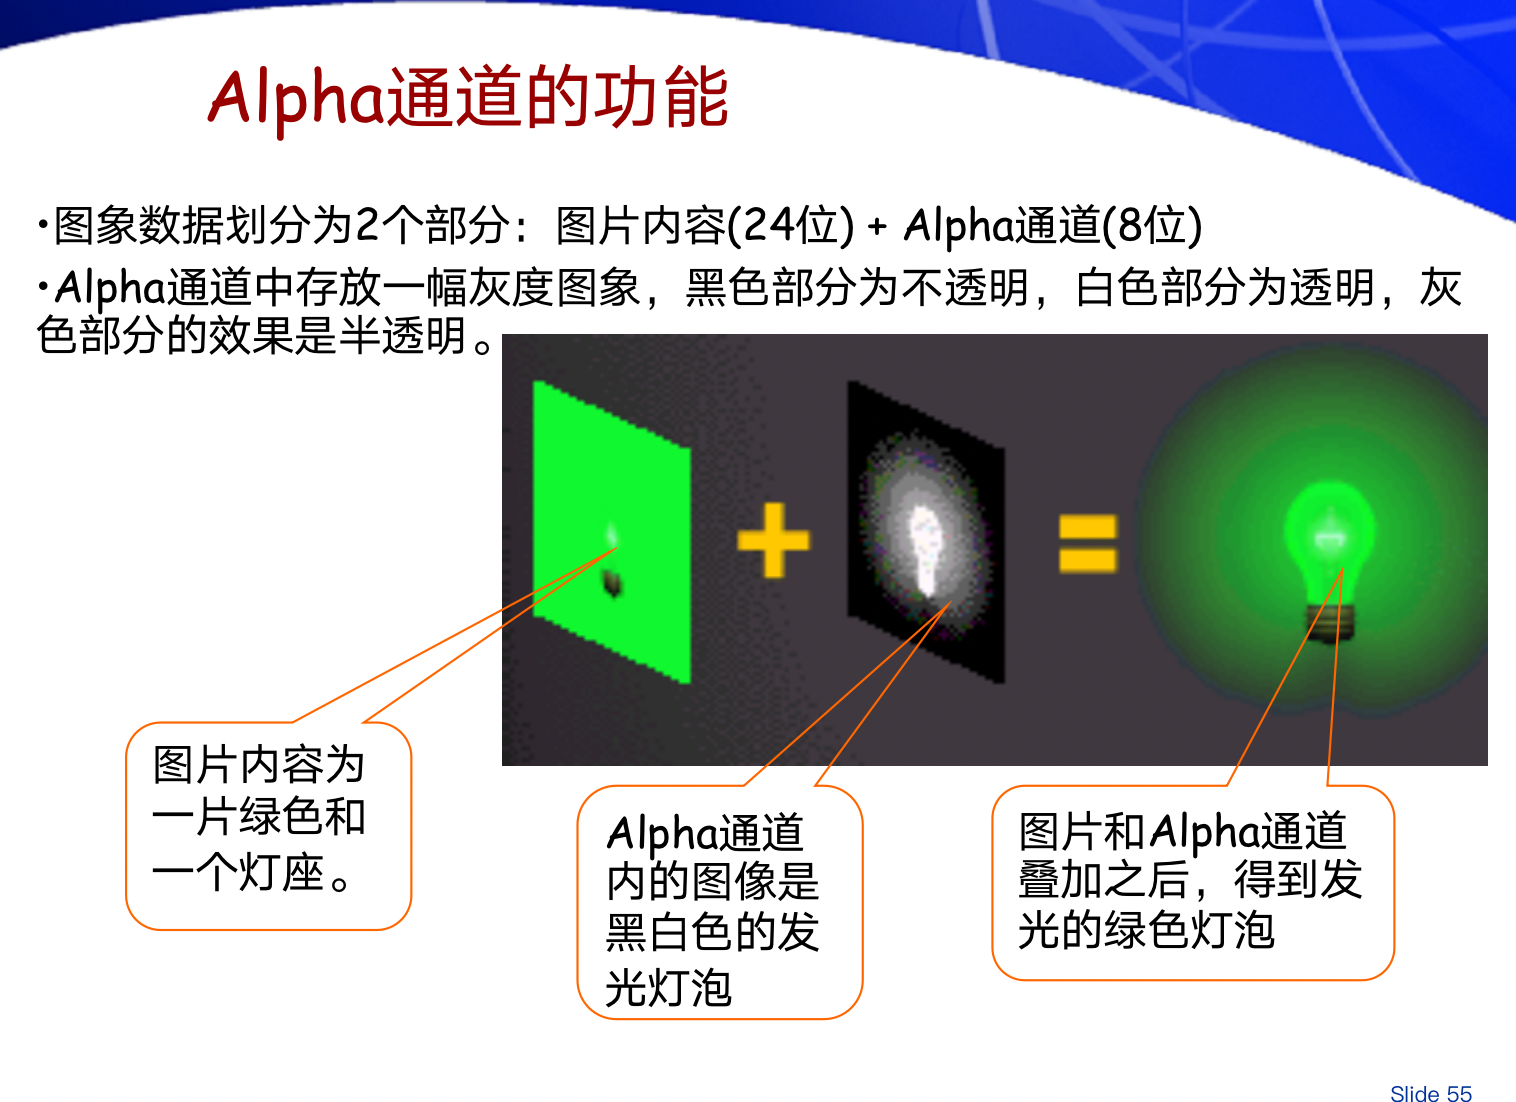 Alpha通道的功能
•图象数据划分为2个部分：图片内容(24位) + Alpha通道(8位)
•Alpha通道中存放一幅灰度图象，黑色部分为不透明，白色部分为透明，灰
色部分的效果是半透明。
图片内容为
一片绿色和
一个灯座。
Alpha通道
内的图像是
黑白色的发
光灯泡
图片和Alpha通道
叠加之后，得到发
光的绿色灯泡
Slide 55